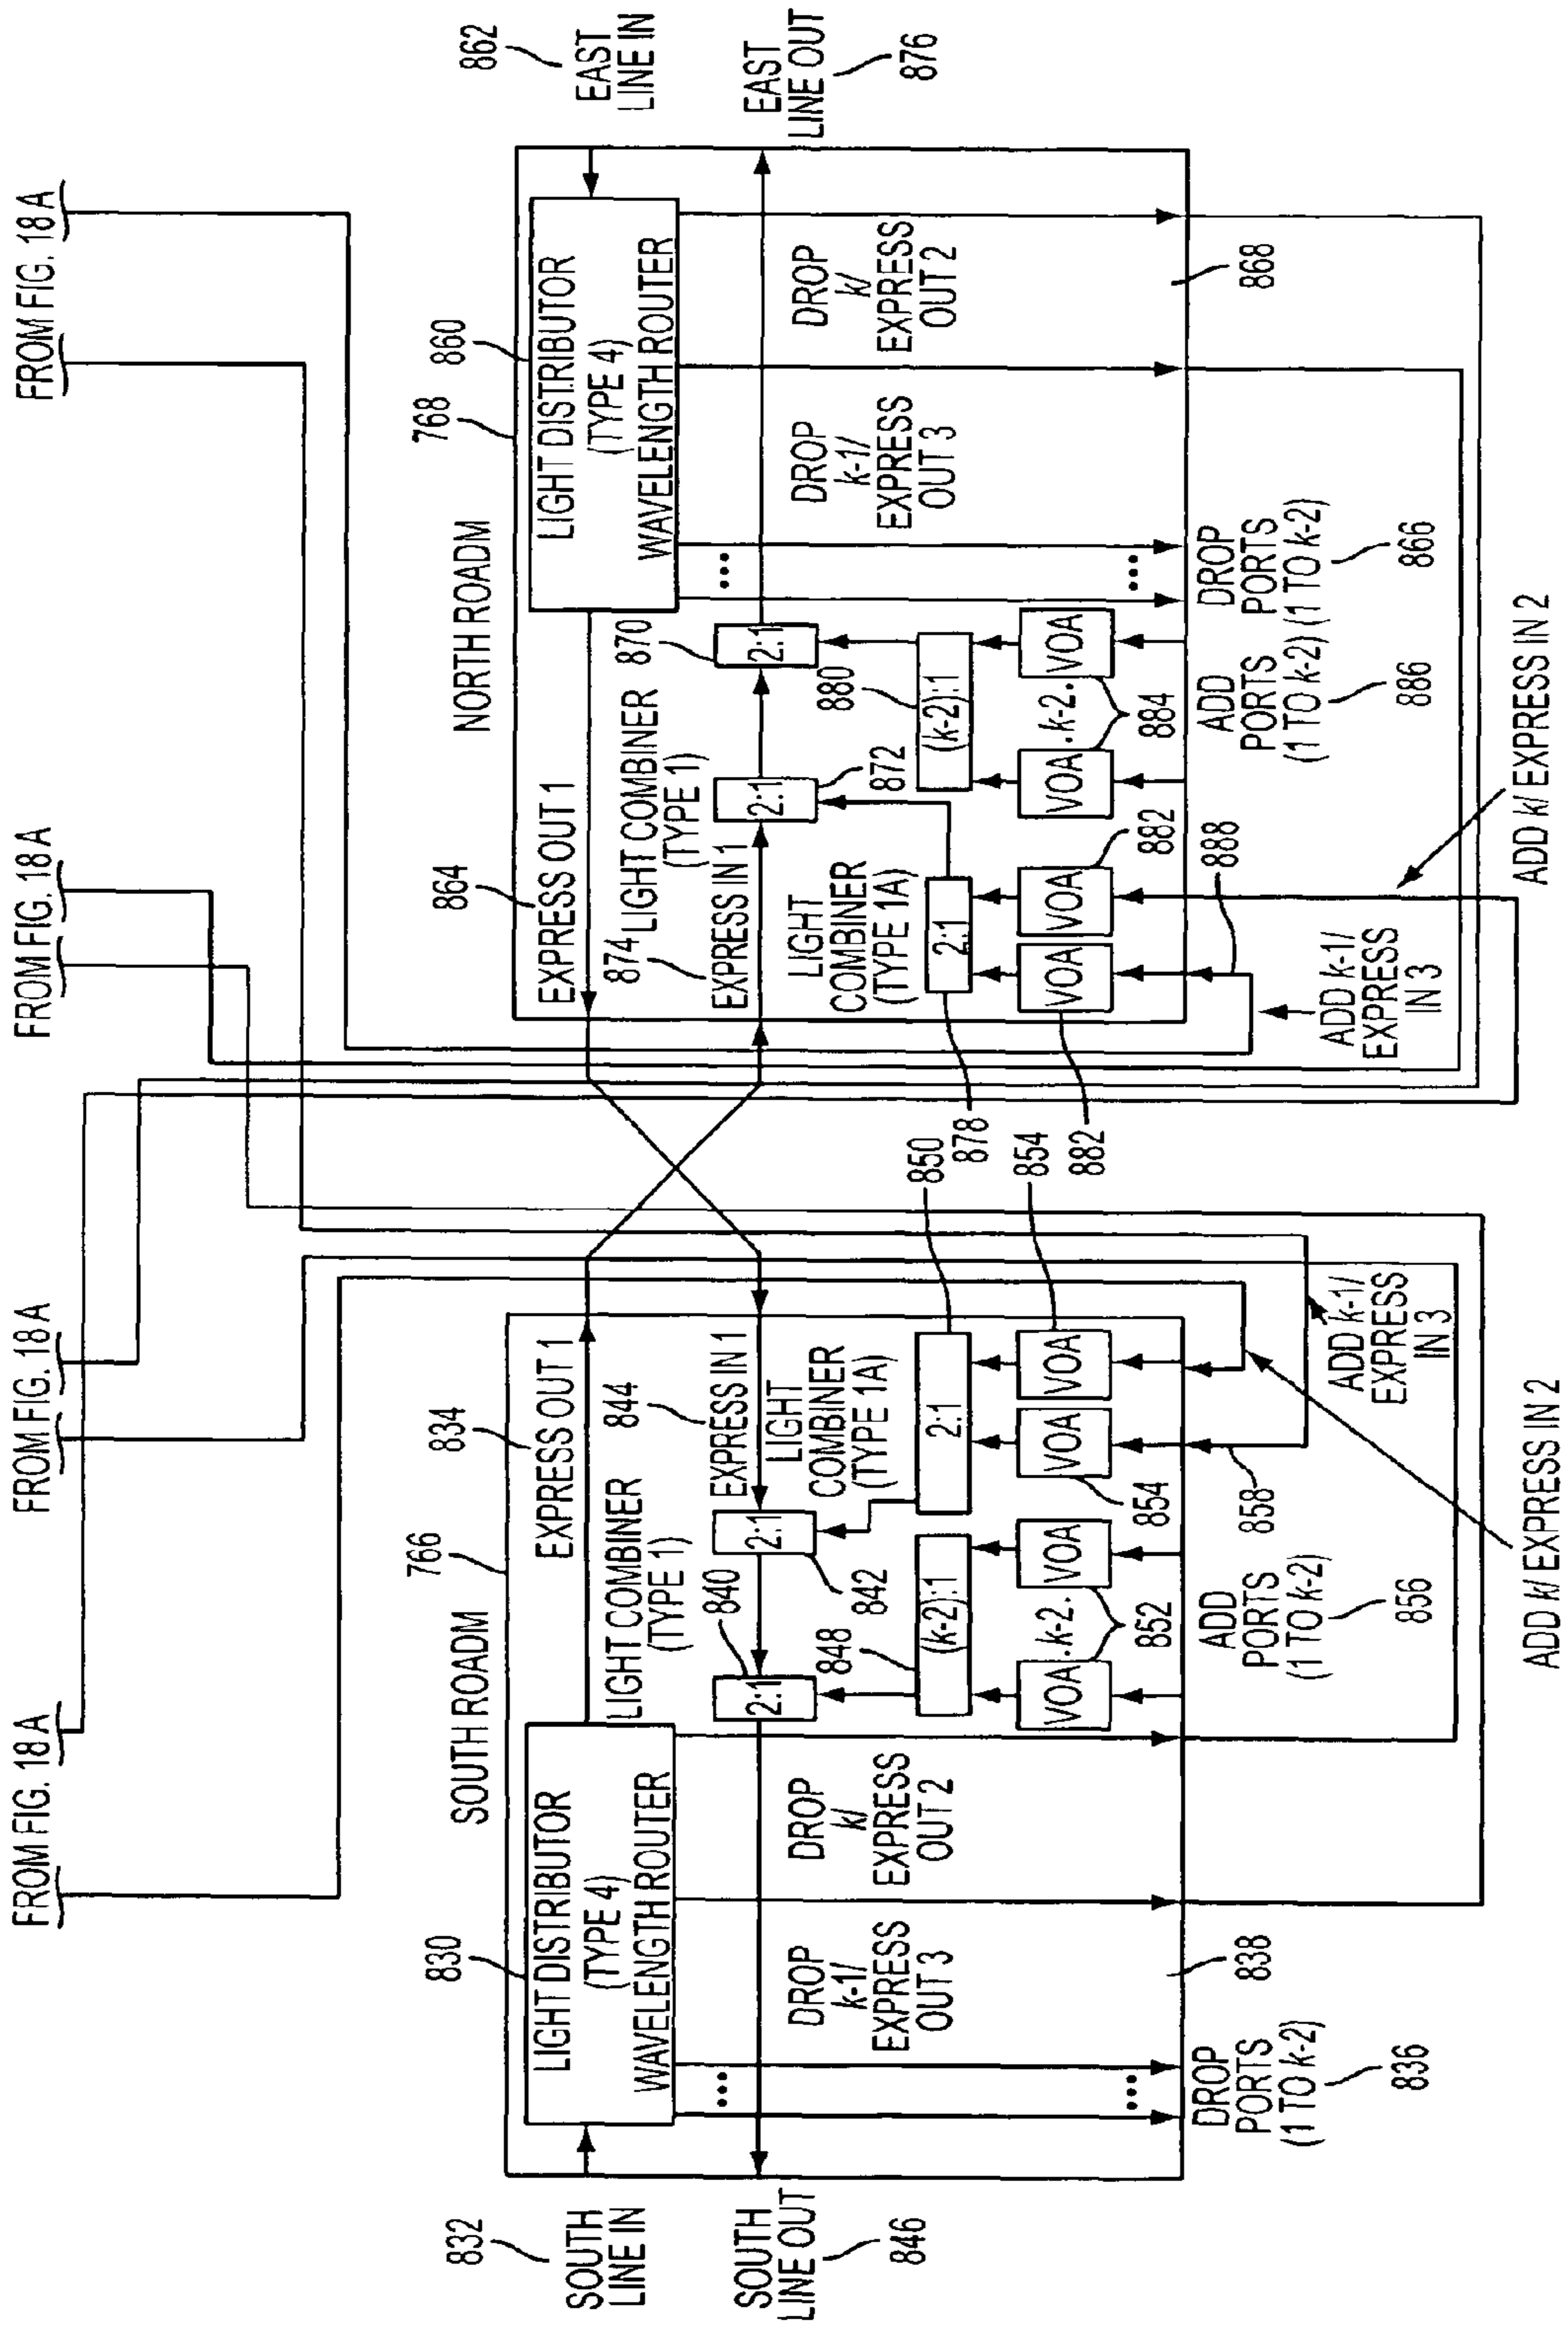 FROM FIG. 18A
FROM FIG. 18A
FROM FIG. 18A
FROM FIG. 18A
SOUTH ROADM
766
NORTH ROADM
768
832
SOUTH
LINE IN
830
LIGHT DISTRIBUTOR
(TYPE 4)
WAVELENGTH ROUTER
834
EXPRESS OUT 1
LIGHT COMBINER
(TYPE 1)
844
EXPRESS IN 1
840
2:1
2:1
842
LIGHT
COMBINER
(TYPE 1A)
SOUTH
LINE OUT
846
...
...
DROP
k-1/
EXPRESS
OUT 3
DROP
k/
EXPRESS
OUT 2
848
(k-2):1
2:1
850
VOA
.k-2.
VOA
852
VOA
VOA
854
854
838
DROP
PORTS
(1 TO k-2)
836
ADD
PORTS
(1 TO k-2)
856
858
ADD k-1/
EXPRESS
IN 3
ADD k/ EXPRESS IN 2
864
EXPRESS OUT 1
860
LIGHT DISTRIBUTOR
(TYPE 4)
WAVELENGTH ROUTER
862
EAST
LINE IN
874
EXPRESS IN 1
LIGHT COMBINER
(TYPE 1)
870
2:1
2:1
872
EAST
LINE OUT
876
LIGHT
COMBINER
(TYPE 1A)
2:1
878
880
(k-2):1
VOA
VOA
882
882
VOA
.k-2.
VOA
884
...
...
DROP
k-1/
EXPRESS
OUT 3
DROP
k/
EXPRESS
OUT 2
868
888
ADD k-1/
EXPRESS
IN 3
ADD
PORTS
(1 TO k-2)
886
DROP
PORTS
(1 TO k-2)
866
ADD k/ EXPRESS IN 2